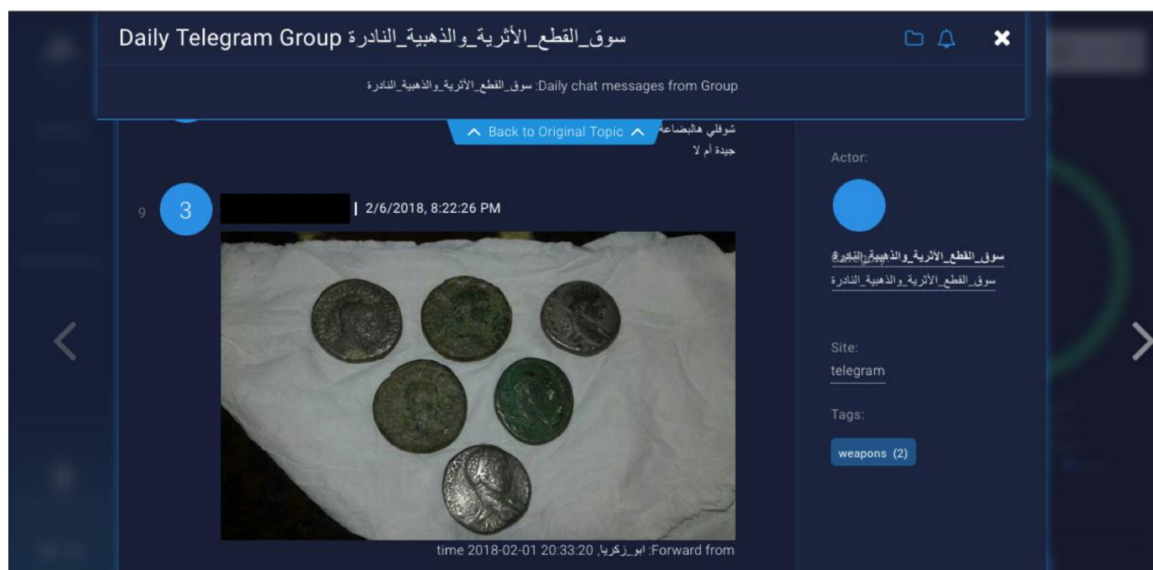 Daily Telegram Group سوق_القطع_الأثرية_والذهبية_النادرة
Daily chat messages from Group: سوق_القطع_الأثرية_والذهبية_النادرة
شوفلي هالبضاعة
Back to Original Topic
جيدة أم لا
9
3
| 2/6/2018, 8:22:26 PM
Forward from: ابو_زكريا, time 2018-02-01 20:33:20
Actor:
سوق_القطع_الأثرية_والذهبية_النادرة
سوق_القطع_الأثرية_والذهبية_النادرة
Site:
telegram
Tags:
weapons (2)